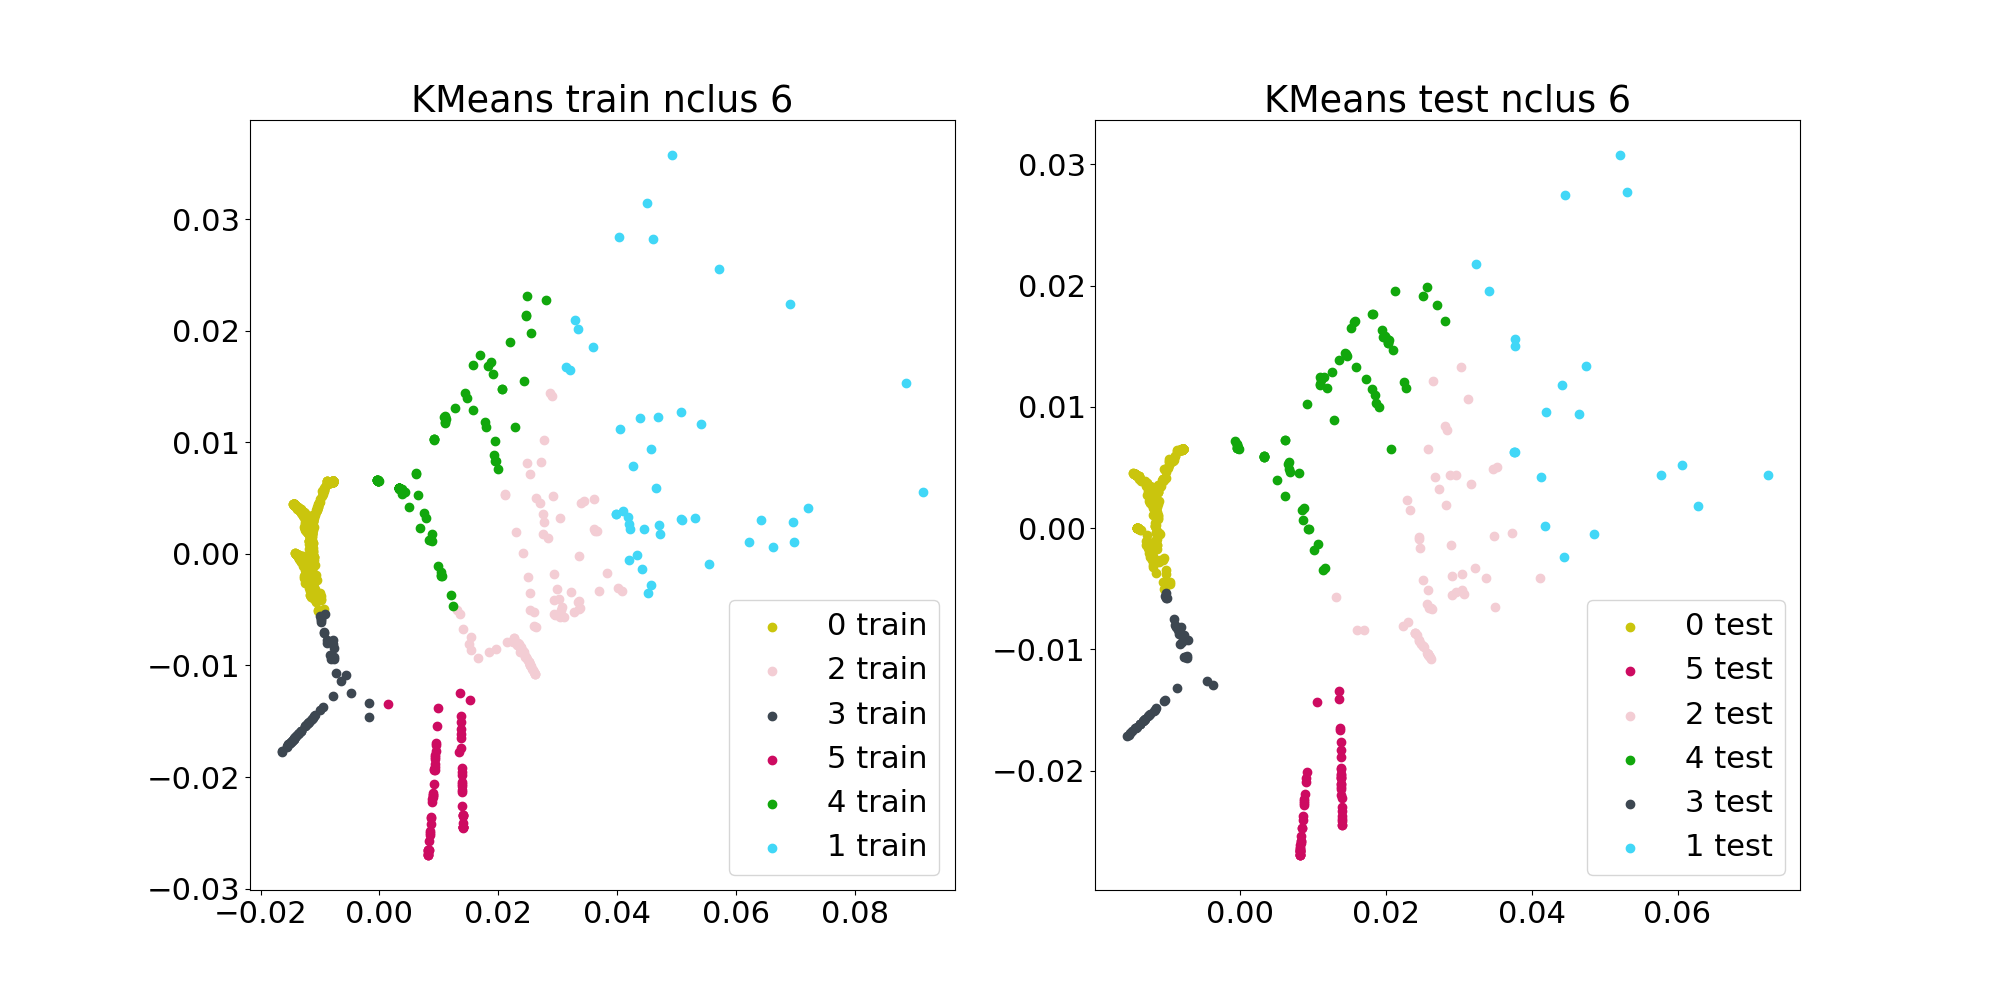 KMeans train nclus 6
0.03
0.02
0.01
0.00
−0.01
−0.02
−0.03
−0.02 0.00 0.02 0.04 0.06 0.08
0 train
2 train
3 train
5 train
4 train
1 train
KMeans test nclus 6
0.03
0.02
0.01
0.00
−0.01
−0.02
0.00 0.02 0.04 0.06
0 test
5 test
2 test
4 test
3 test
1 test